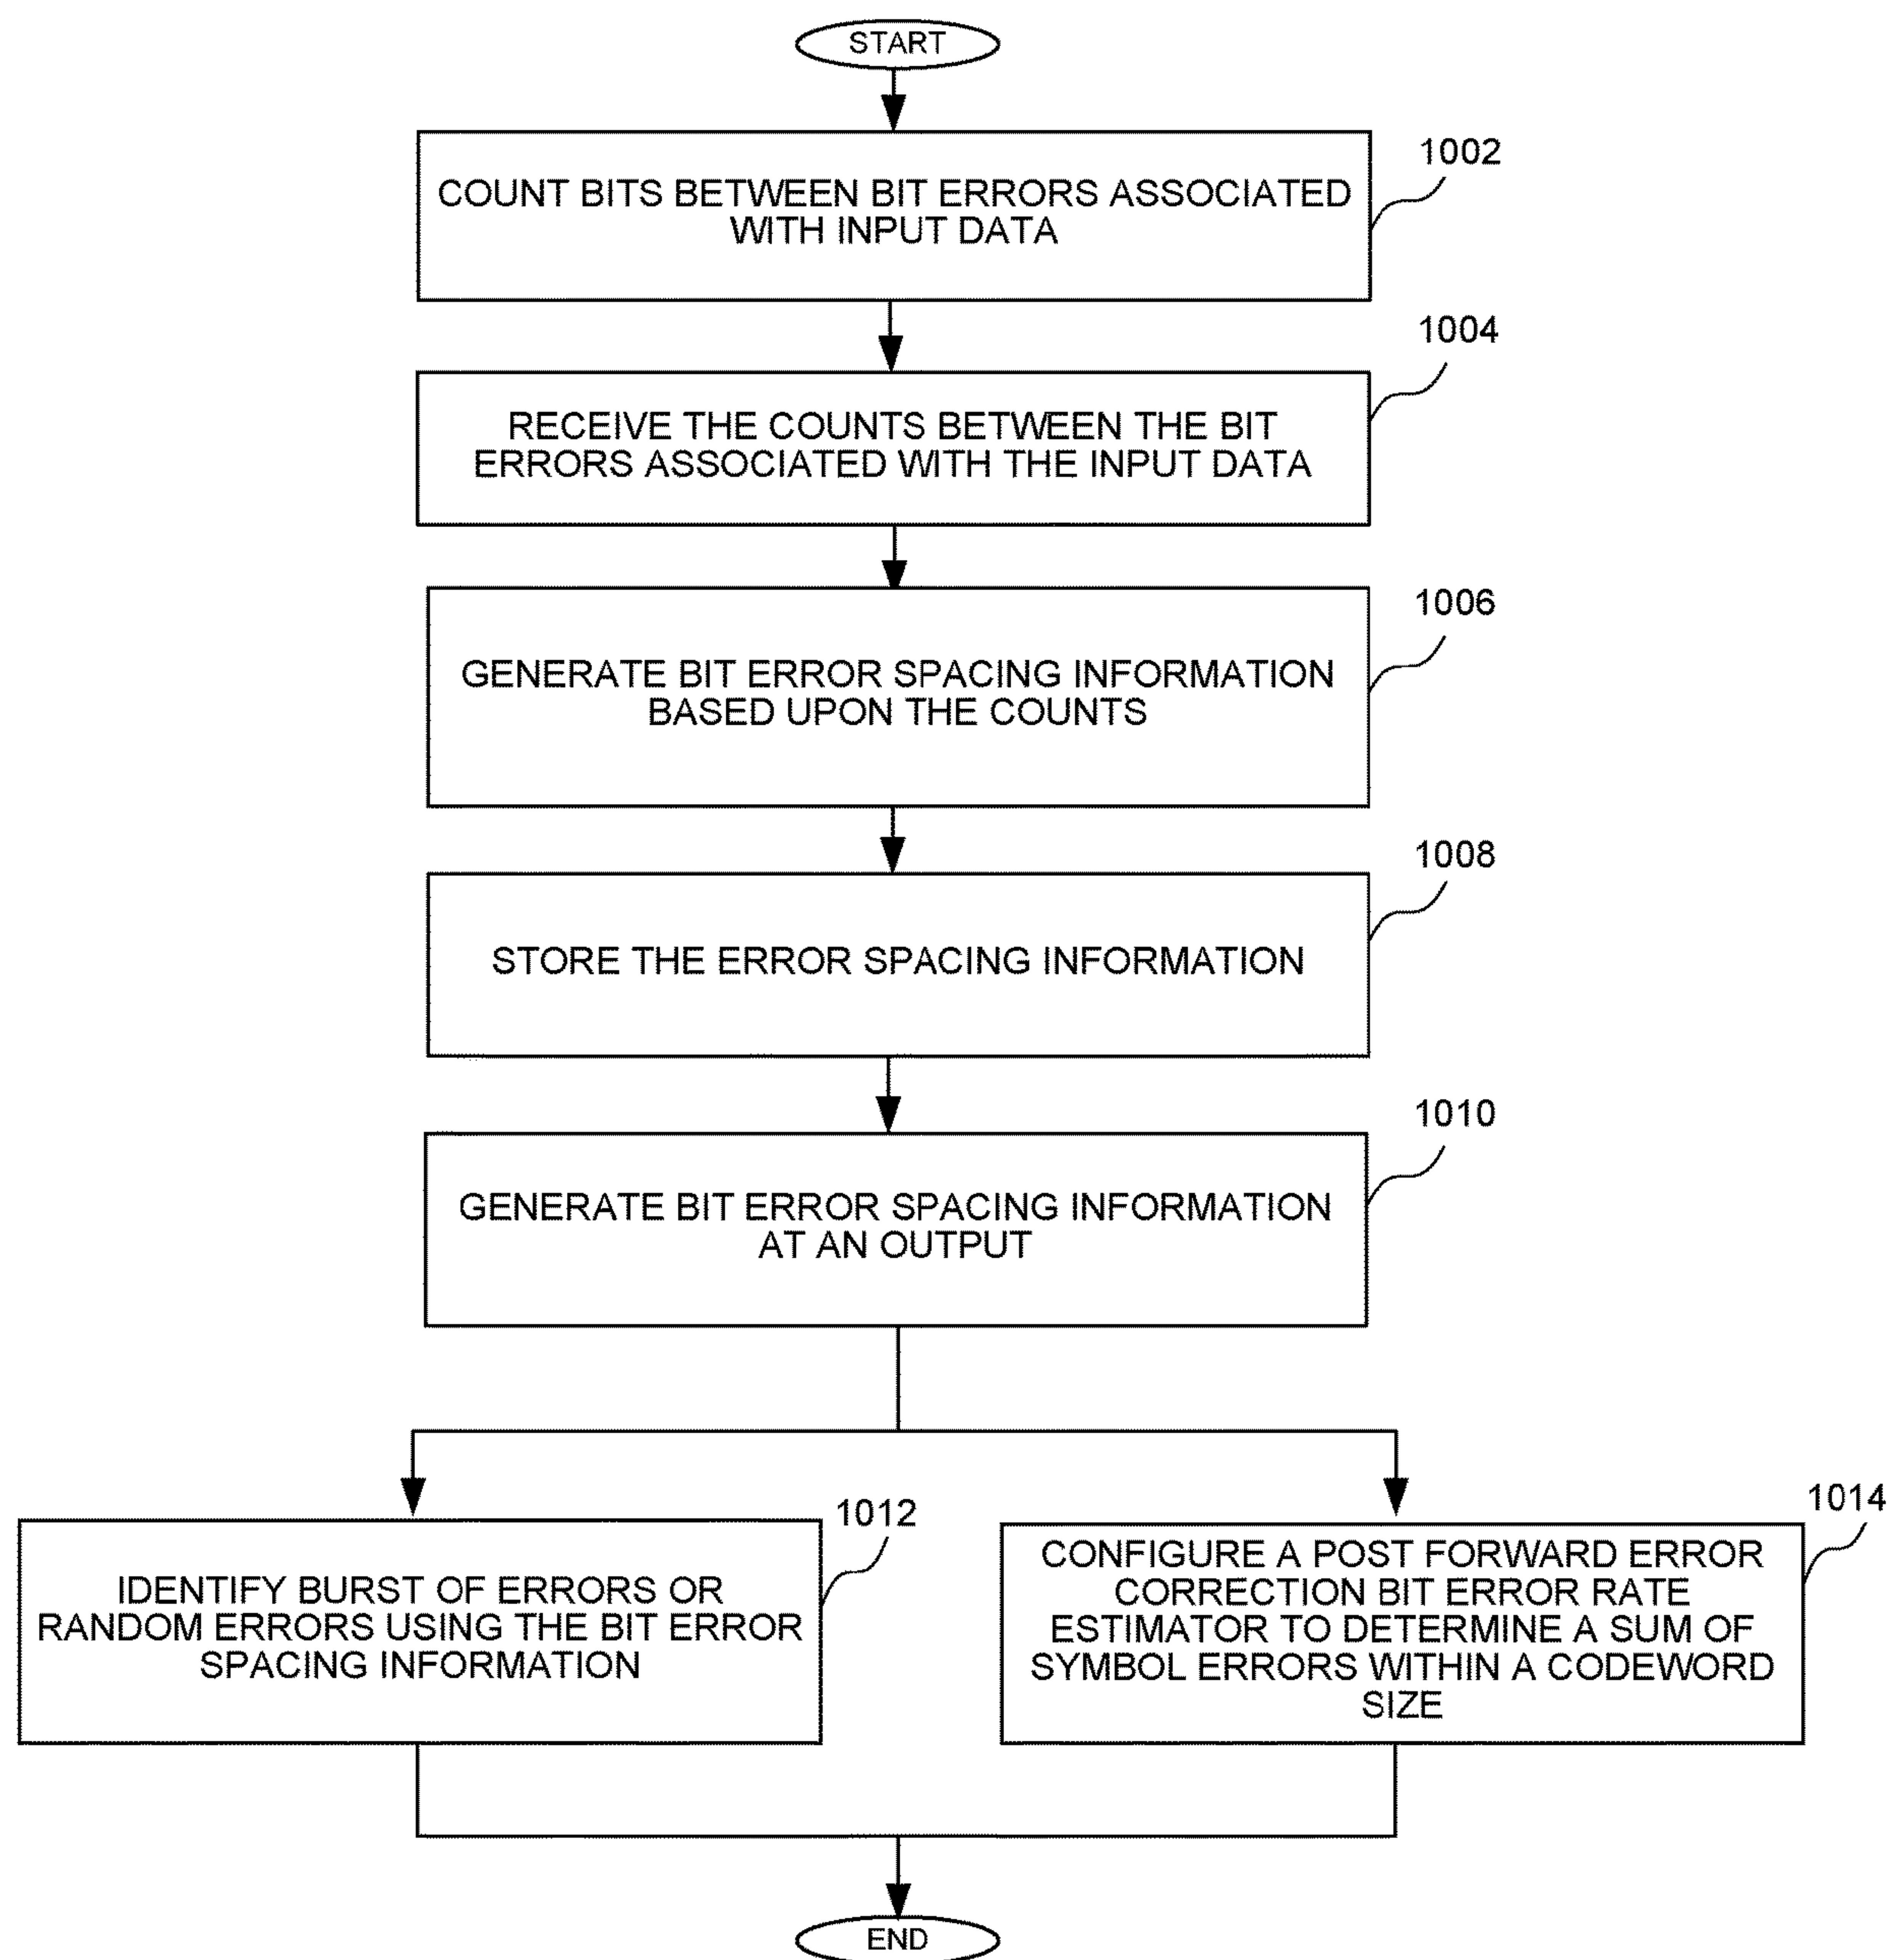 START
1002
COUNT BITS BETWEEN BIT ERRORS ASSOCIATED
WITH INPUT DATA
1004
RECEIVE THE COUNTS BETWEEN THE BIT
ERRORS ASSOCIATED WITH THE INPUT DATA
1006
GENERATE BIT ERROR SPACING INFORMATION
BASED UPON THE COUNTS
1008
STORE THE ERROR SPACING INFORMATION
1010
GENERATE BIT ERROR SPACING INFORMATION
AT AN OUTPUT
1012
IDENTIFY BURST OF ERRORS OR
RANDOM ERRORS USING THE BIT ERROR
SPACING INFORMATION
1014
CONFIGURE A POST FORWARD ERROR
CORRECTION BIT ERROR RATE
ESTIMATOR TO DETERMINE A SUM OF
SYMBOL ERRORS WITHIN A CODEWORD
SIZE
END